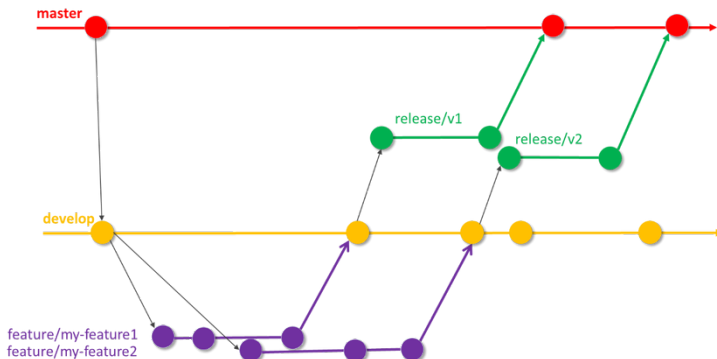 master
release/v1
release/v2
develop
feature/my-feature1
feature/my-feature2